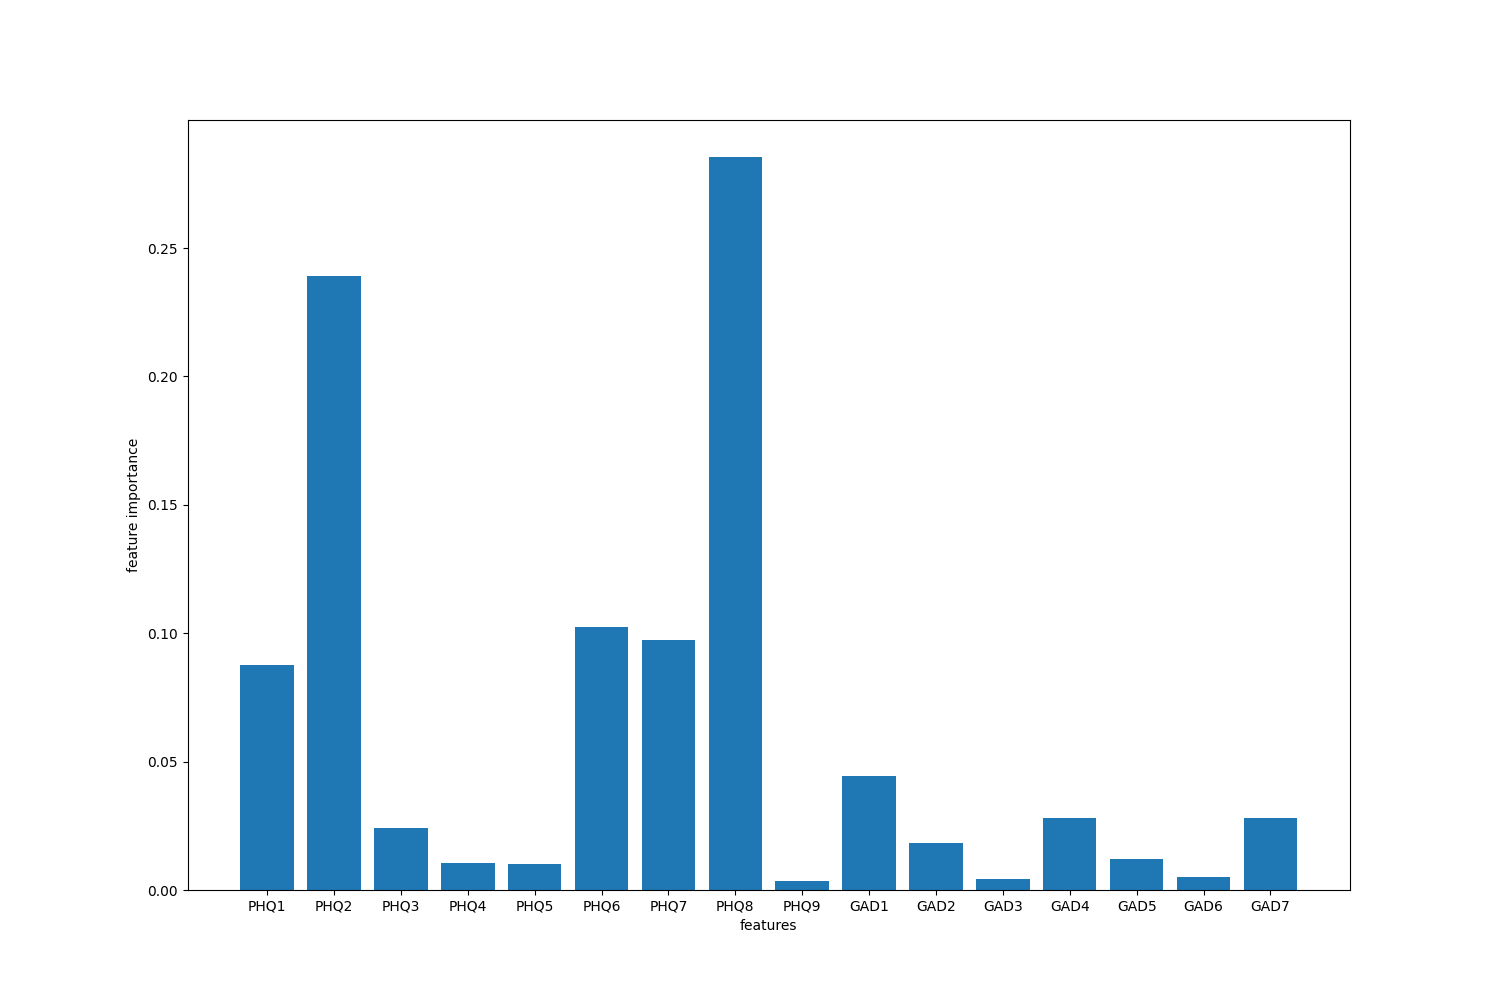 0.25
0.20
0.15
0.10
0.05
0.00
feature importance
PHQ1 PHQ2 PHQ3 PHQ4 PHQ5 PHQ6 PHQ7 PHQ8 PHQ9 GAD1 GAD2 GAD3 GAD4 GAD5 GAD6 GAD7
features